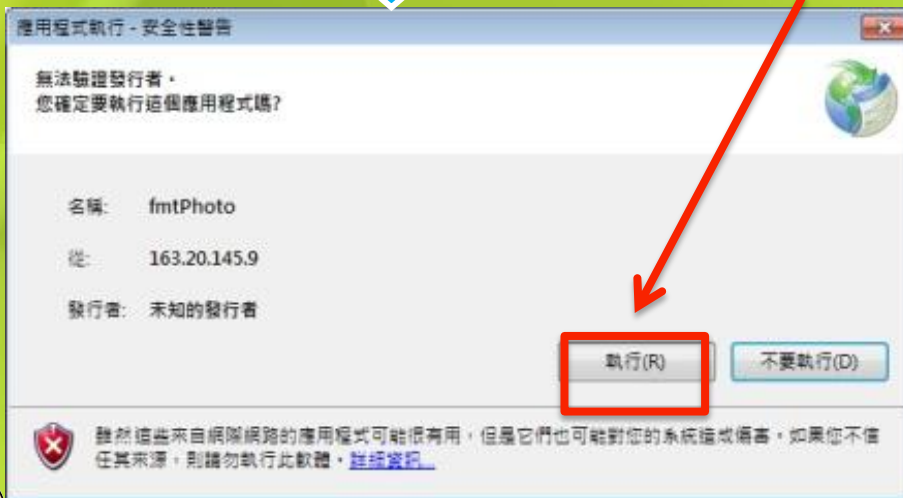 應用程式執行 - 安全性警告
無法驗證發行者。
您確定要執行這個應用程式嗎?
名稱: fmtPhoto
從: 163.20.145.9
發行者: 未知的發行者
執行(R) 不要執行(D)
雖然這些來自網際網路的應用程式可能很有用，但是它們也可能對您的系統造成傷害。如果您不信
任其來源，則請勿執行此軟體。詳細資訊...